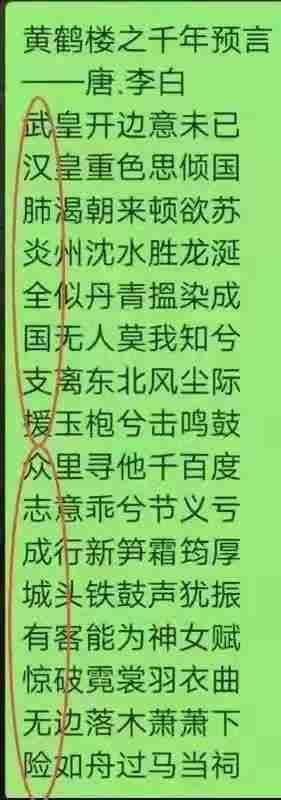 黄鹤楼之千年预言
——唐.李白
武皇开边意未已
汉皇重色思倾国
肺渴朝来顿欲苏
炎州沈水胜龙涎
全似丹青揾染成
国无人莫我知兮
支离东北风尘际
援玉枹兮击鸣鼓
众里寻他千百度
志意乖兮节义亏
成行新笋霜筠厚
城头铁鼓声犹振
有客能为神女赋
惊破霓裳羽衣曲
无边落木萧萧下
险如舟过马当祠